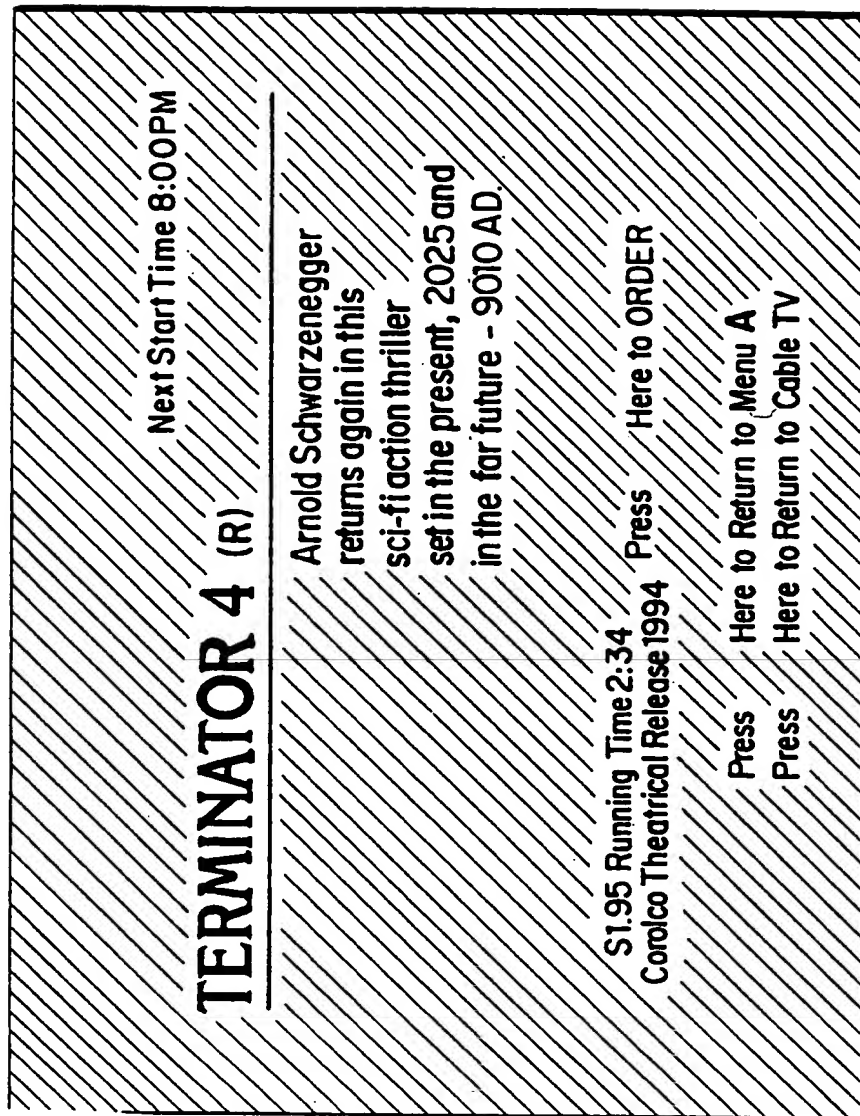 Next Start Time 8:00PM
TERMINATOR 4 (R)
Arnold Schwarzenegger
returns again in this
sci-fi action thriller
set in the present, 2025 and
in the far future - 9010 AD.
$1.95 Running Time 2:34
Corolco Theatrical Release 1994
Press Here to ORDER
Press Here to Return to Menu A
Press Here to Return to Cable TV